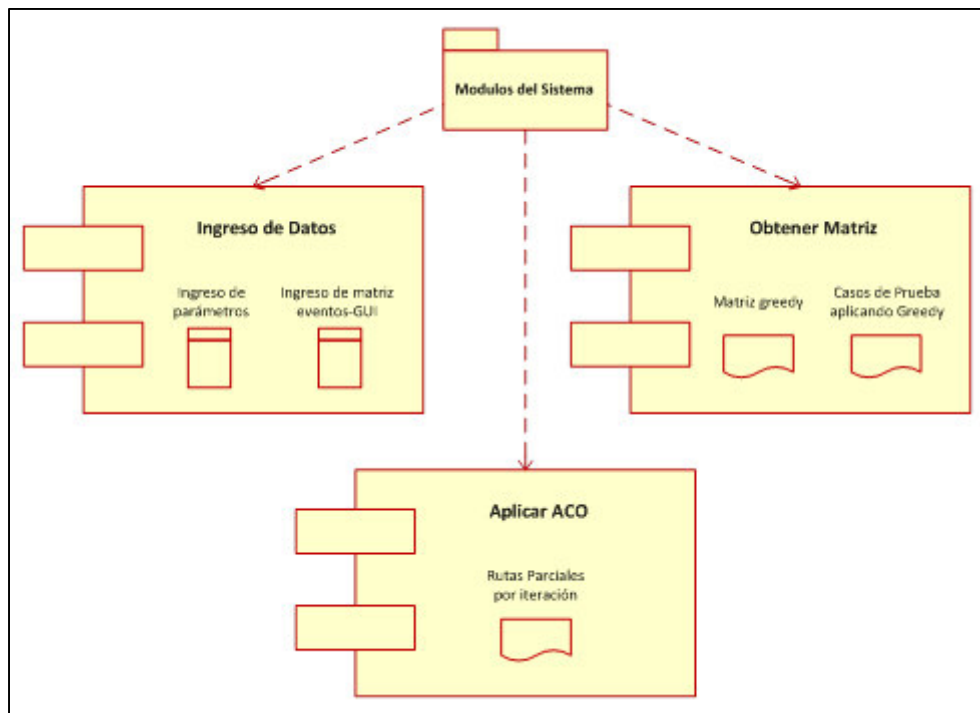 Modulos del Sistema
Ingreso de Datos
Ingreso de
parámetros
Ingreso de matriz
eventos-GUI
Obtener Matriz
Matriz greedy
Casos de Prueba
aplicando Greedy
Aplicar ACO
Rutas Parciales
por iteración